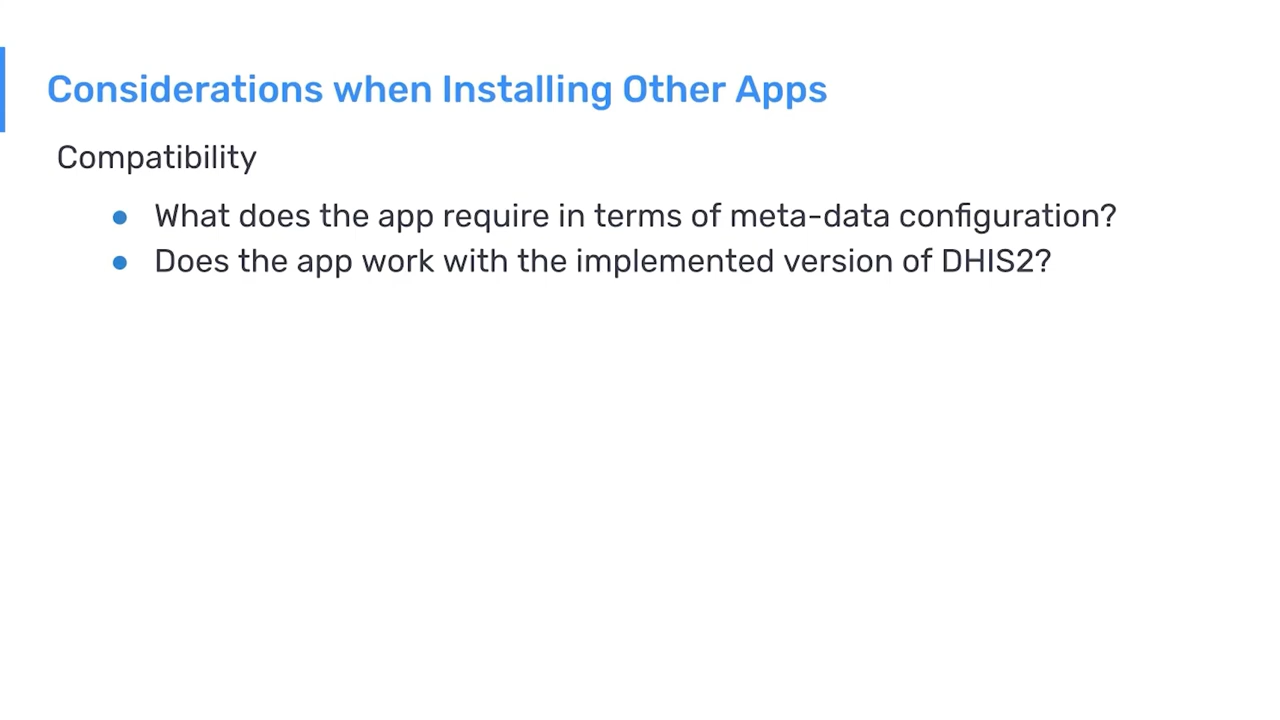 Considerations when Installing Other Apps
Compatibility
● What does the app require in terms of meta-data configuration?
● Does the app work with the implemented version of DHIS2?